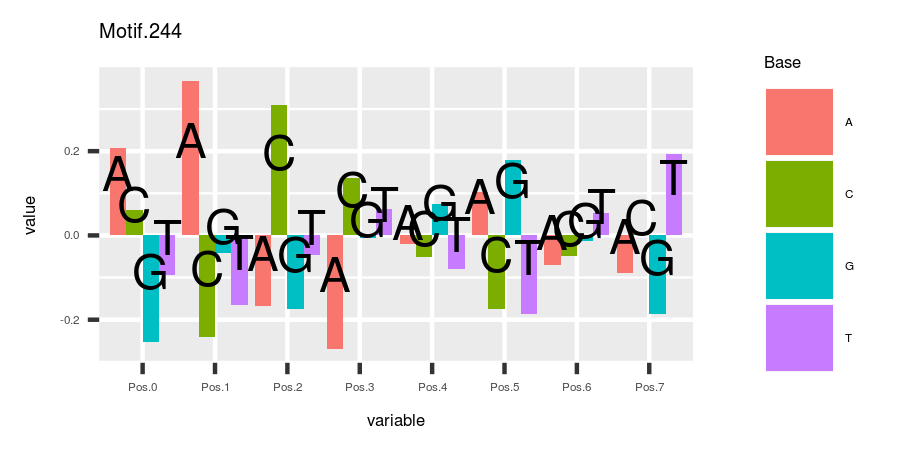 Motif.244
Base
A
C
G
T
value
0.2
0.0
-0.2
A C G T A C G T A C G T A C G T A C G T A C G T A C G T A C G T
Pos.0 Pos.1 Pos.2 Pos.3 Pos.4 Pos.5 Pos.6 Pos.7
variable